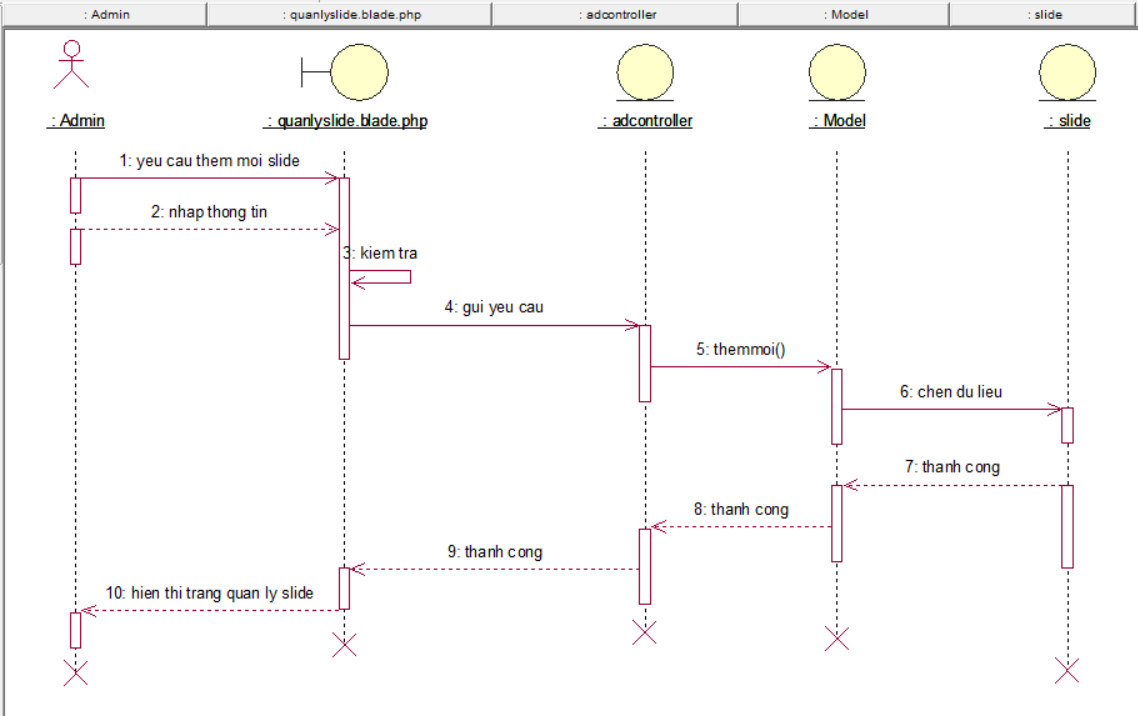 : Admin
: quanlyslide.blade.php
: adcontroller
: Model
: slide
: Admin
: quanlyslide.blade.php
: adcontroller
: Model
: slide
1: yeu cau them moi slide
2: nhap thong tin
3: kiem tra
4: gui yeu cau
5: themmoi()
6: chen du lieu
7: thanh cong
8: thanh cong
9: thanh cong
10: hien thi trang quan ly slide